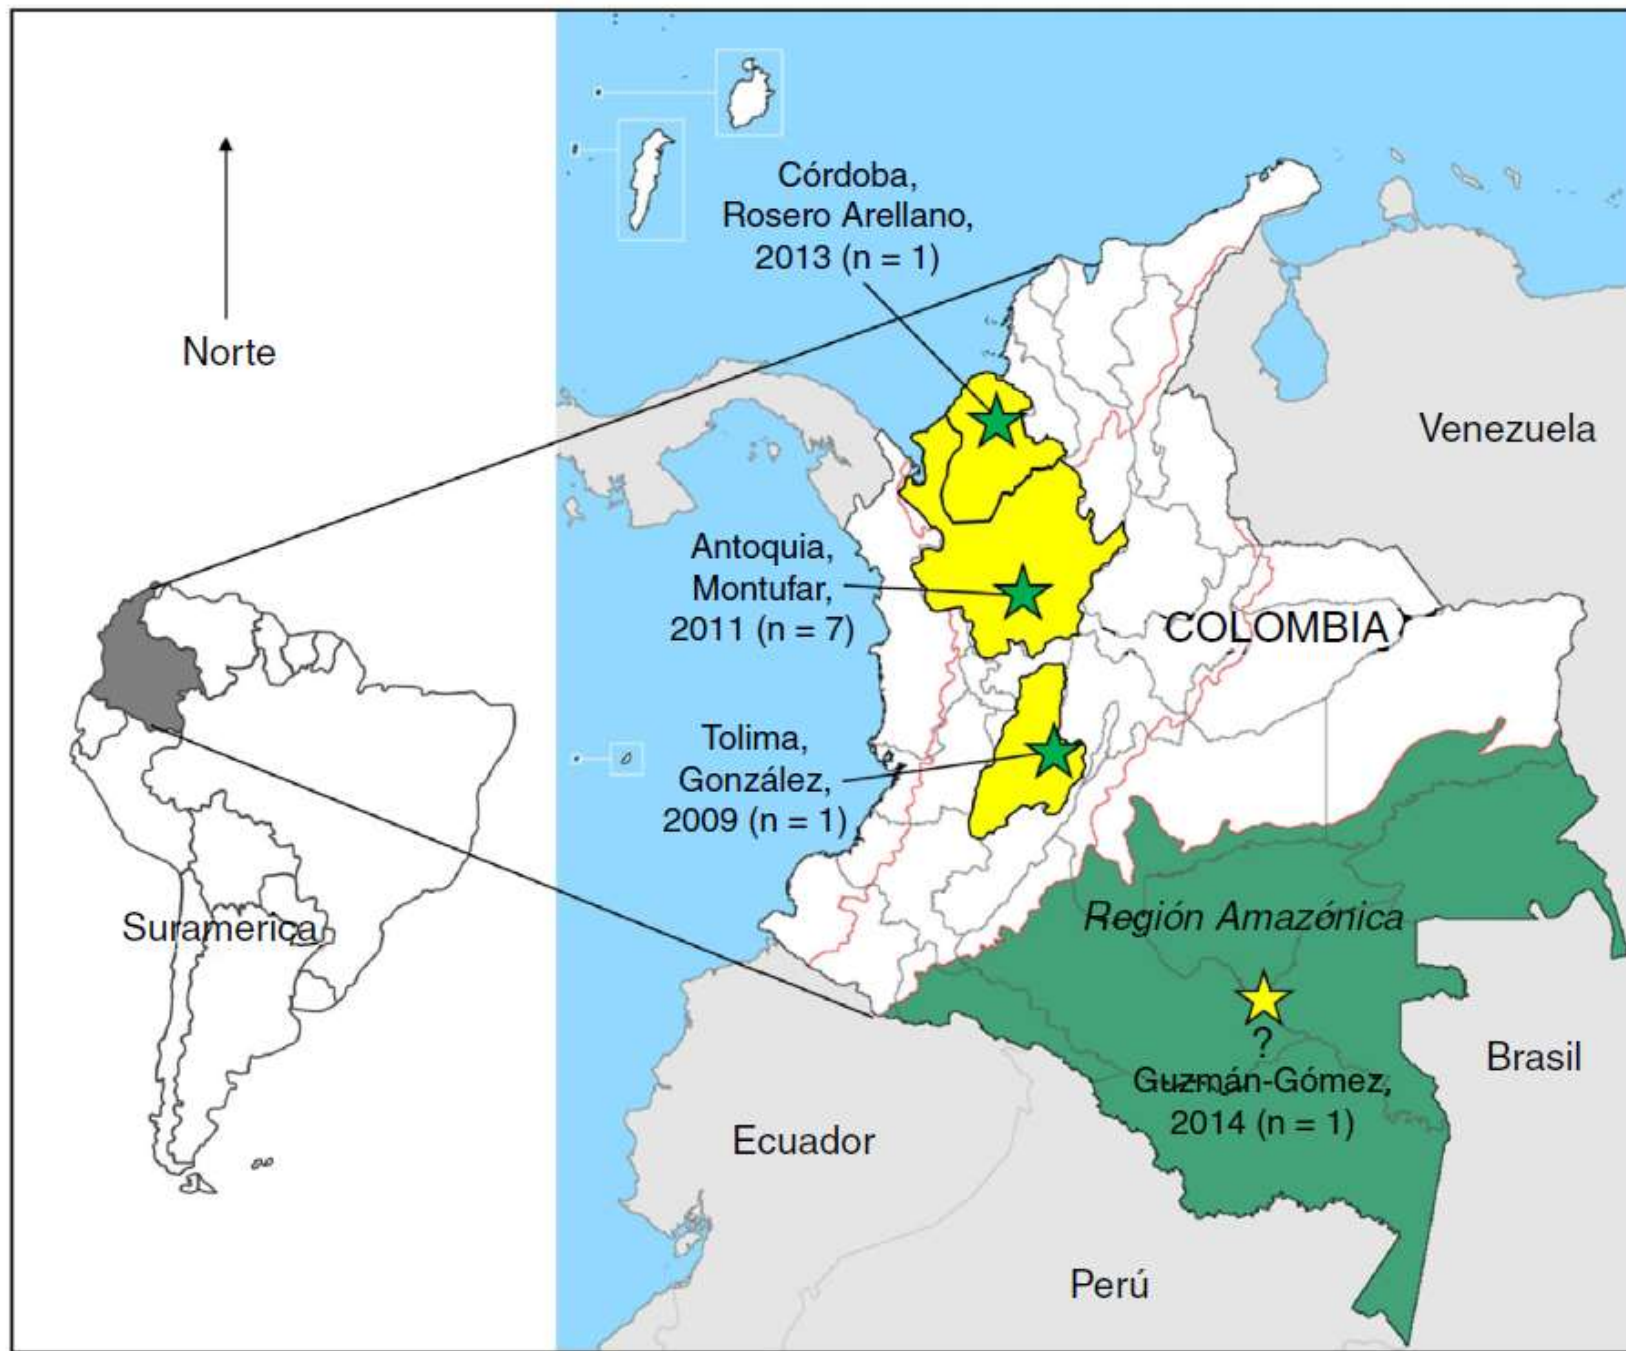 Norte
Suramerica
Córdoba,
Rosero Arellano,
2013 (n = 1)
Venezuela
Antoquia,
Montufar,
2011 (n = 7)
COLOMBIA
Tolima,
González,
2009 (n = 1)
Región Amazónica
?
Guzmán-Gómez,
2014 (n = 1)
Brasil
Ecuador
Perú